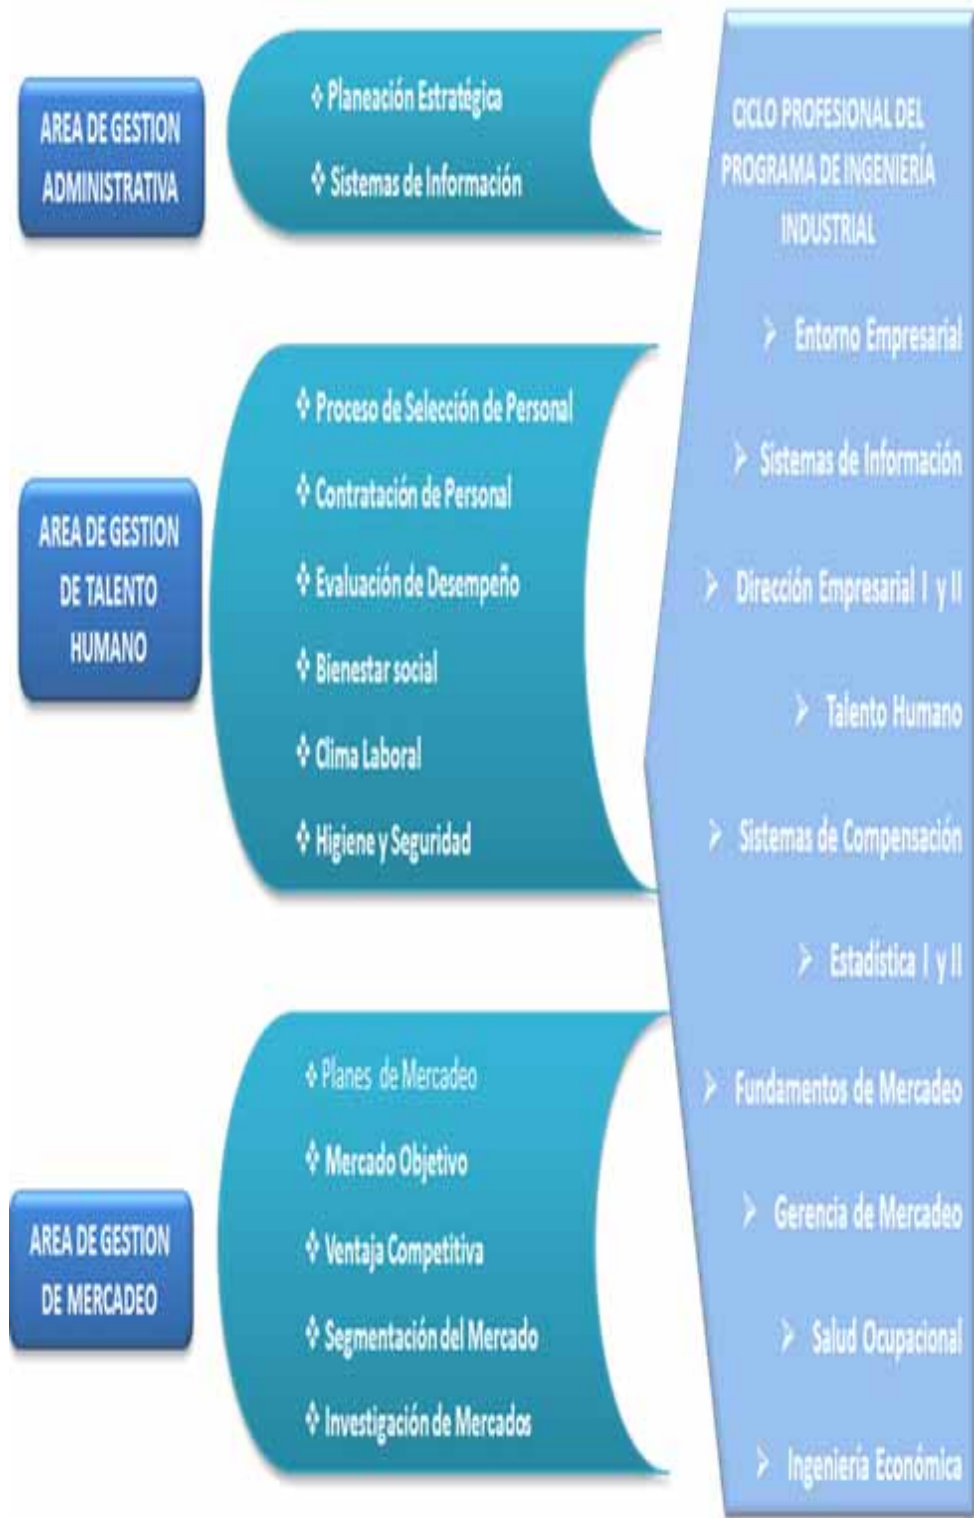 AREA DE GESTION
ADMINISTRATIVA
❖ Planeación Estratégica
❖ Sistemas de Información
AREA DE GESTION
DE TALENTO
HUMANO
❖ Proceso de Selección de Personal
❖ Contratación de Personal
❖ Evaluación de Desempeño
❖ Bienestar social
❖ Clima Laboral
❖ Higiene y Seguridad
AREA DE GESTION
DE MERCADEO
❖ Planes de Mercadeo
❖ Mercado Objetivo
❖ Ventaja Competitiva
❖ Segmentación del Mercado
❖ Investigación de Mercados
CICLO PROFESIONAL DEL
PROGRAMA DE INGENIERÍA
INDUSTRIAL
➢ Entorno Empresarial
➢ Sistemas de Información
➢ Dirección Empresarial I y II
➢ Talento Humano
➢ Sistemas de Compensación
➢ Estadística I y II
➢ Fundamentos de Mercadeo
➢ Gerencia de Mercadeo
➢ Salud Ocupacional
➢ Ingeniería Económica